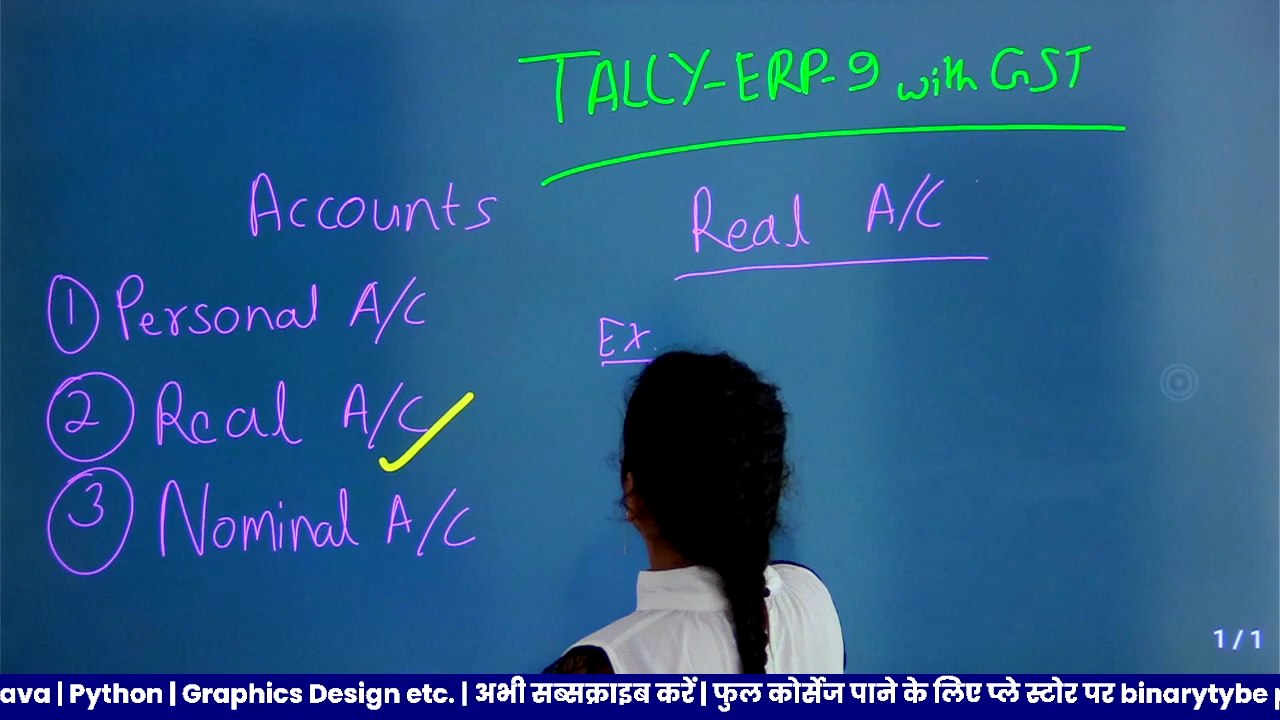 TALLY-ERP-9 with GST
Accounts
① Personal A/C
② Real A/C
③ Nominal A/C
Real A/C
Ex.
1/1
ava | Python | Graphics Design etc. | अभी सब्सक्राइब करें | फुल कोर्सेज पाने के लिए प्ले स्टोर पर binarytybe